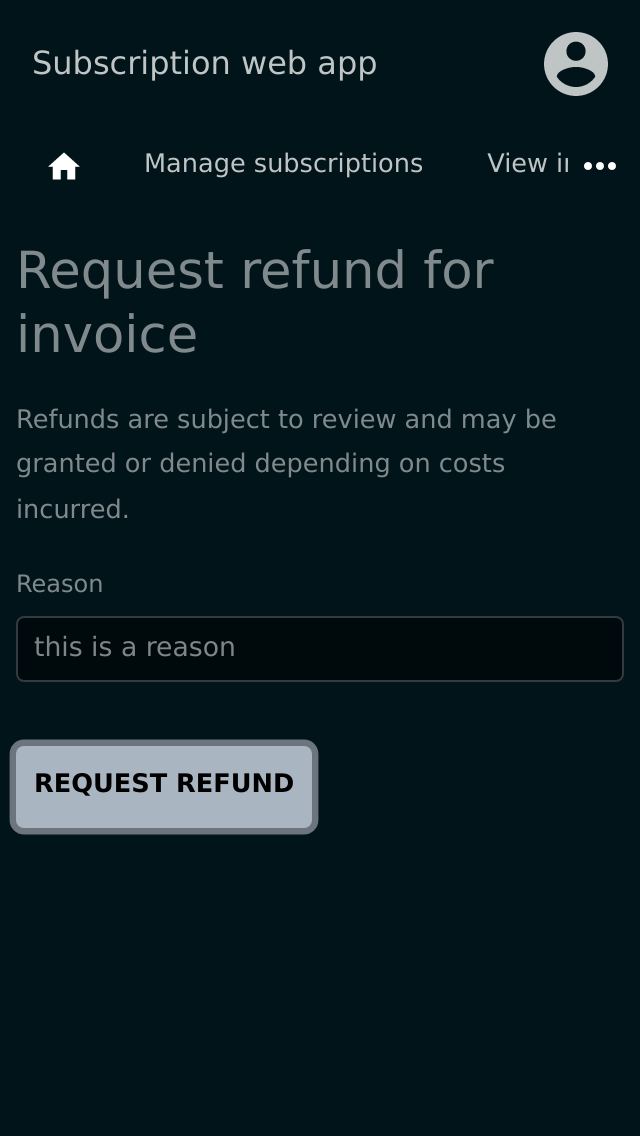 Subscription web app
Manage subscriptions View
Request refund for
invoice
Refunds are subject to review and may be
granted or denied depending on costs
incurred.
Reason
this is a reason
REQUEST REFUND